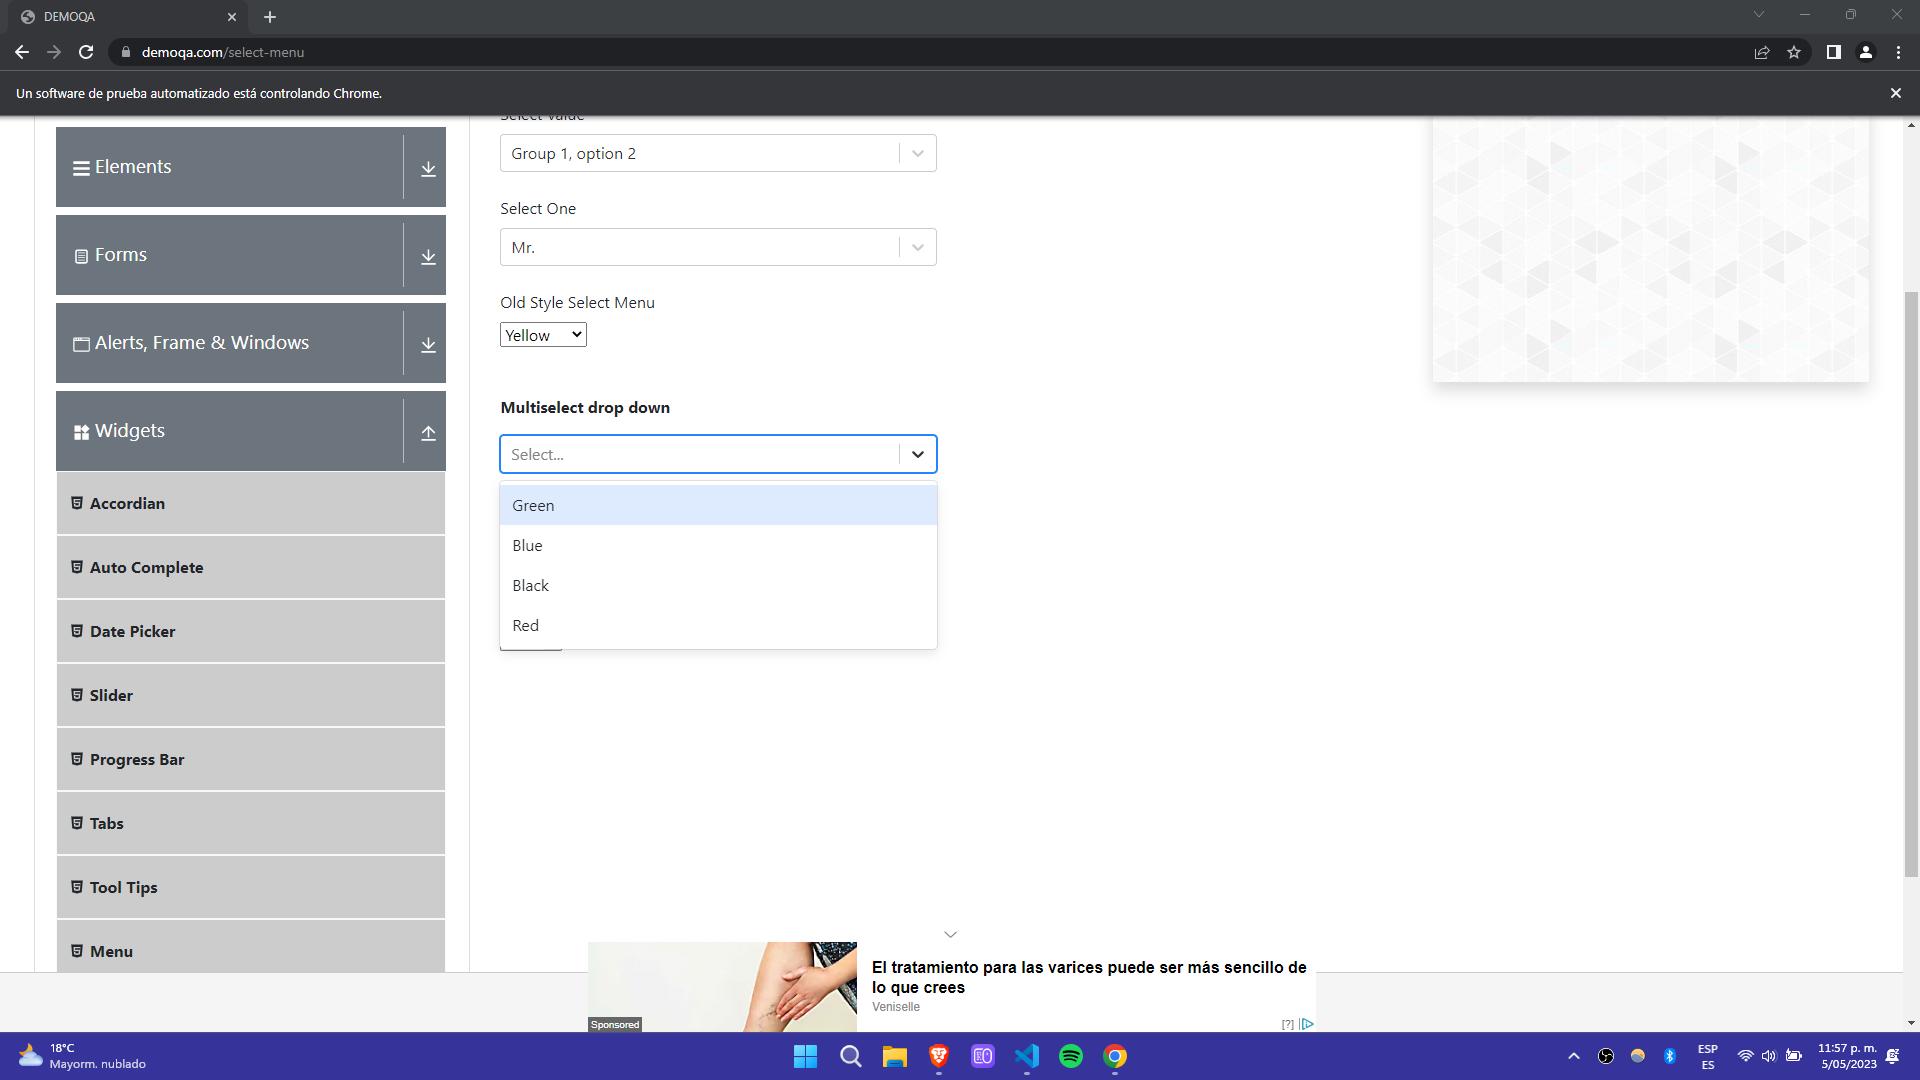 DEMOQA
demoqa.com/select-menu
Un software de prueba automatizado está controlando Chrome.
Elements
Forms
Alerts, Frame & Windows
Widgets
Accordian
Auto Complete
Date Picker
Slider
Progress Bar
Tabs
Tool Tips
Menu
Select Value
Group 1, option 2
Select One
Mr.
Old Style Select Menu
Yellow
Multiselect drop down
Select...
Green
Blue
Black
Red
Sponsored
El tratamiento para las varices puede ser más sencillo de
lo que crees
Veniselle
[?]
18°C
Mayorm. nublado
ESP
ES
11:57 p. m.
5/05/2023